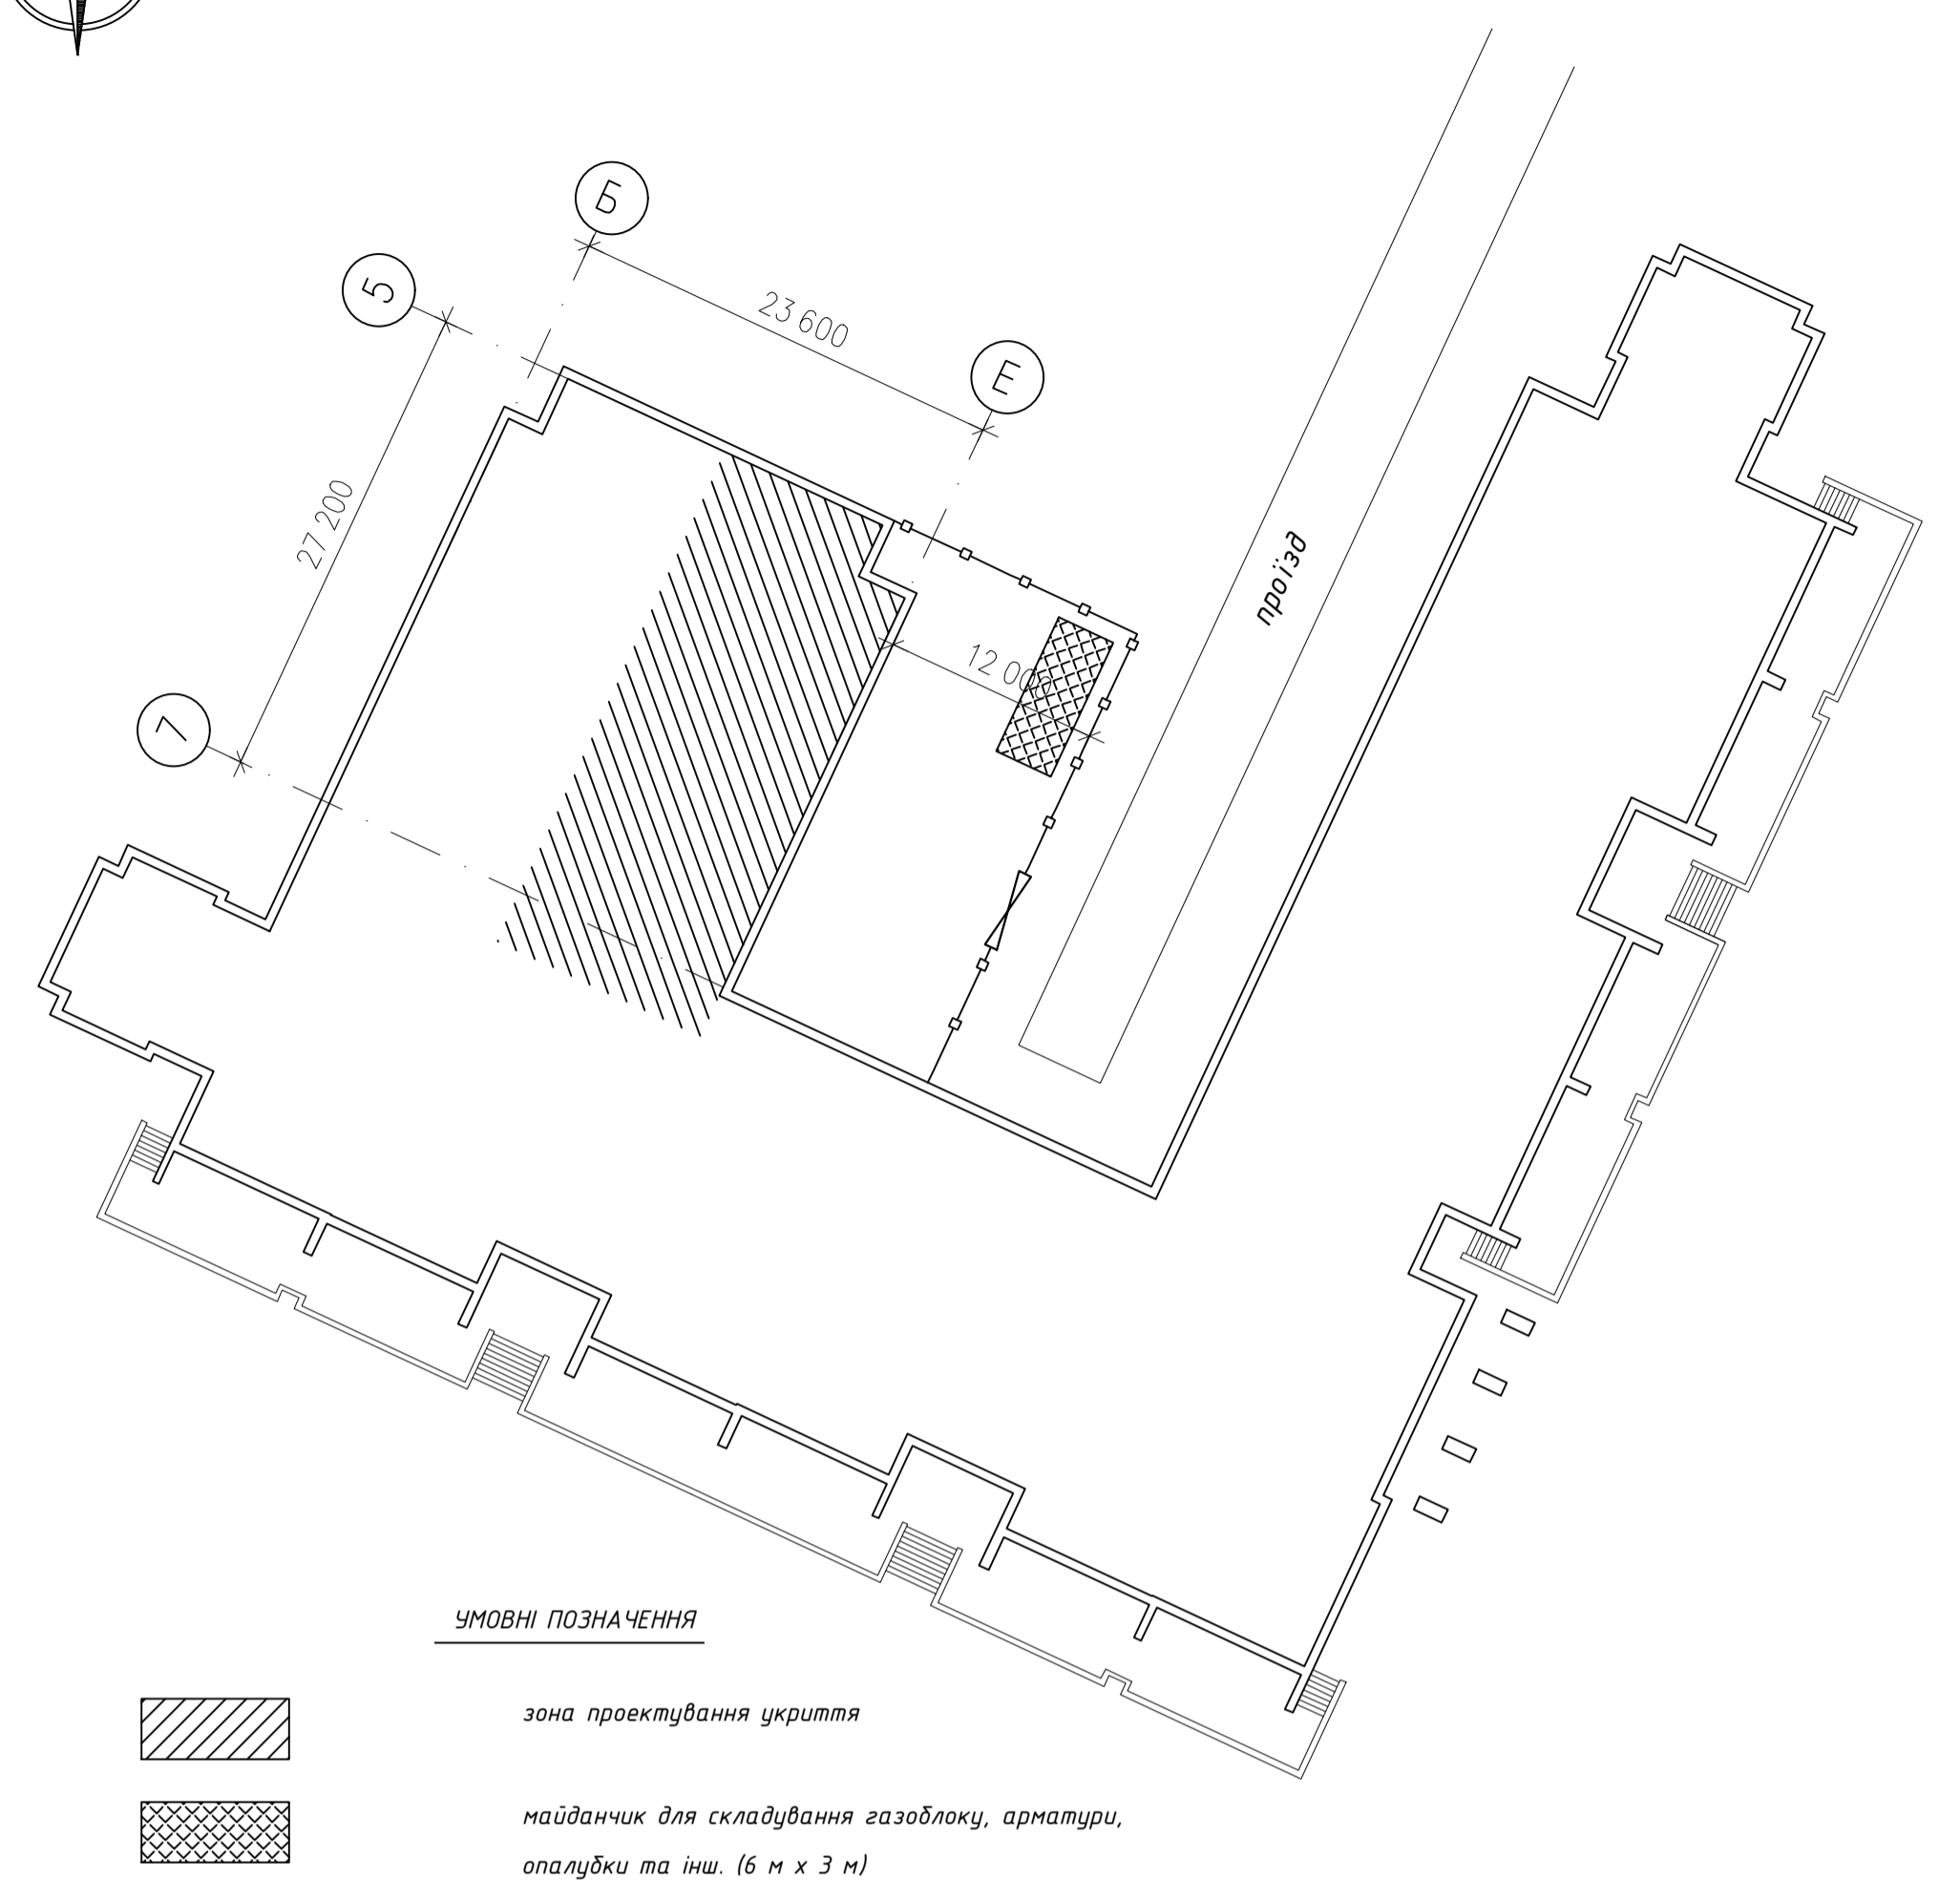 Б
5
23 600
Е
27 200
проїзд
12 000
7
УМОВНІ ПОЗНАЧЕННЯ
зона проектування укриття
майданчик для складування газоблоку, арматури,
опалубки та інш. (6 м х 3 м)